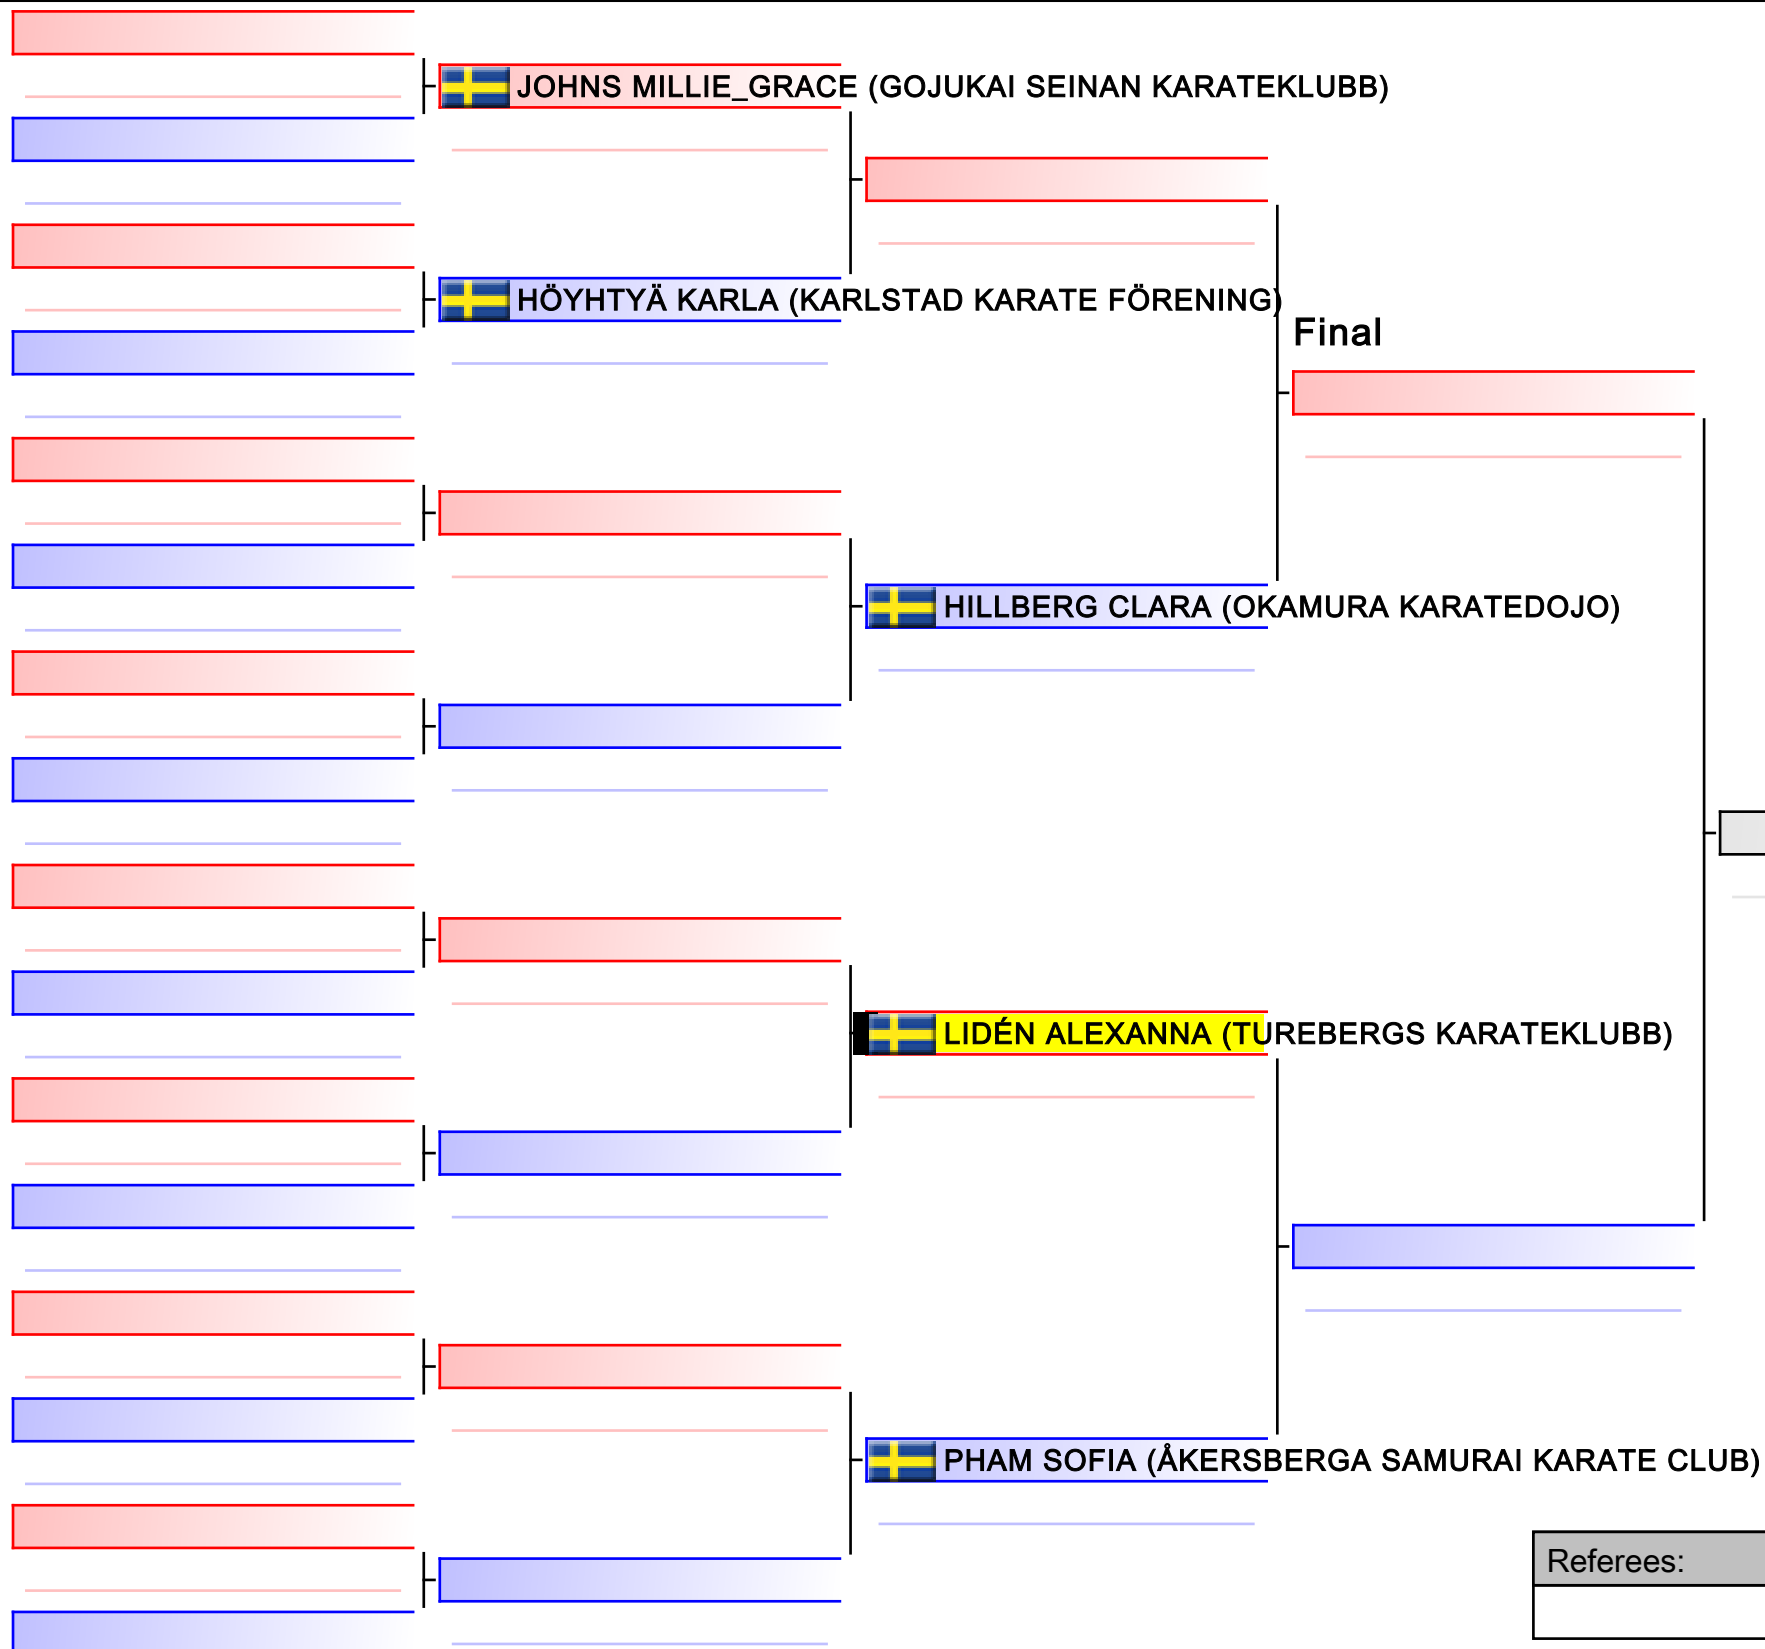 JOHNS MILLIE_GRACE (GOJUKAI SEINAN KARATEKLUBB)
HÖYHTYÄ KARLA (KARLSTAD KARATE FÖRENING)
Final
HILLBERG CLARA (OKAMURA KARATEDOJO)
LIDÉN ALEXANNA (TUREBERGS KARATEKLUBB)
PHAM SOFIA (ÅKERSBERGA SAMURAI KARATE CLUB)
Referees: